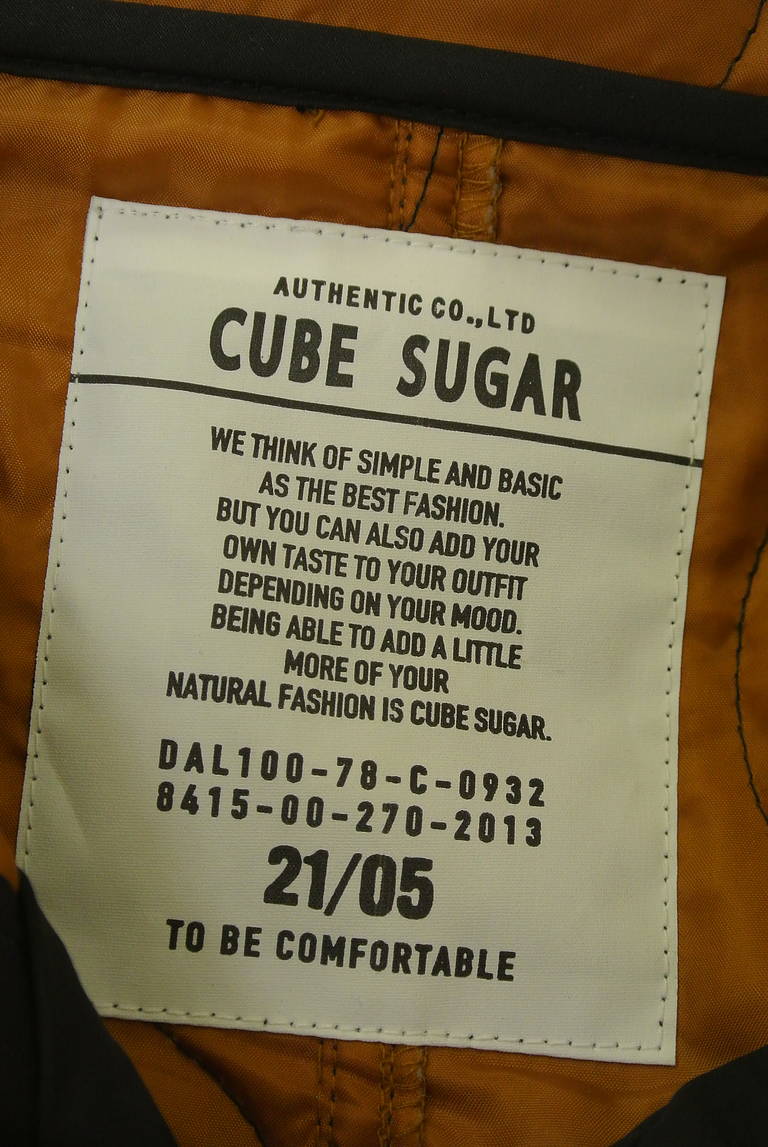 AUTHENTIC CO.,LTD
CUBE SUGAR
WE THINK OF SIMPLE AND BASIC
AS THE BEST FASHION.
BUT YOU CAN ALSO ADD YOUR
OWN TASTE TO YOUR OUTFIT
DEPENDING ON YOUR MOOD.
BEING ABLE TO ADD A LITTLE
MORE OF YOUR
NATURAL FASHION IS CUBE SUGAR.
DAL100-78-C-0932
8415-00-270-2013
21/05
TO BE COMFORTABLE